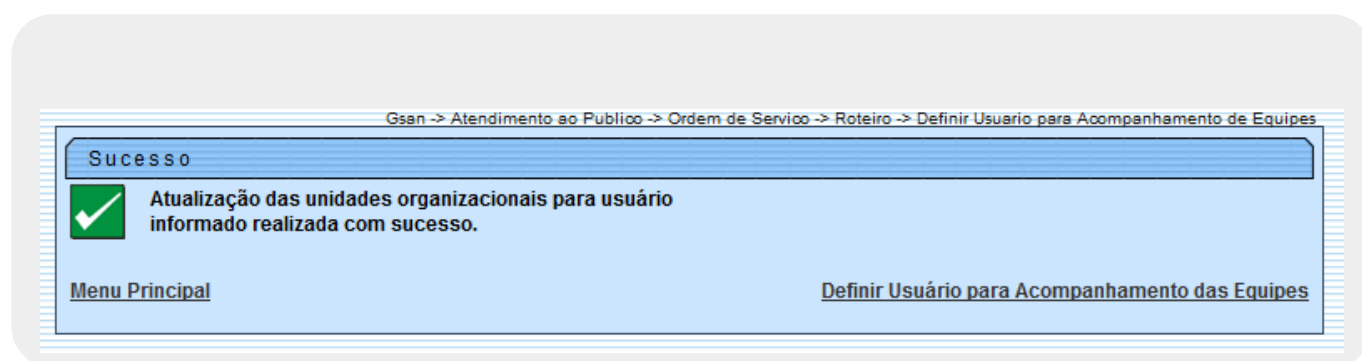 Gsan -> Atendimento ao Publico -> Ordem de Servico -> Roteiro -> Definir Usuario para Acompanhamento de Equipes
Sucesso
Atualização das unidades organizacionais para usuário
informado realizada com sucesso.
Menu Principal
Definir Usuário para Acompanhamento das Equipes